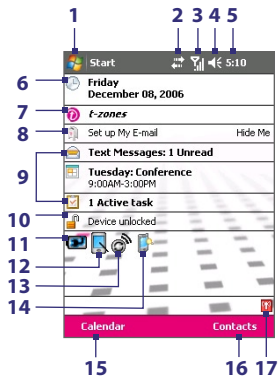 1 2 3 4 5
Start 5:10
6 Friday
December 08, 2006
7 t-zones
8 Set up My E-mail Hide Me
9 Text Messages: 1 Unread
Tuesday: Conference
9:00AM-3:00PM
1 Active task
10 Device unlocked
11
12
13
14
Calendar Contacts
15 16 17